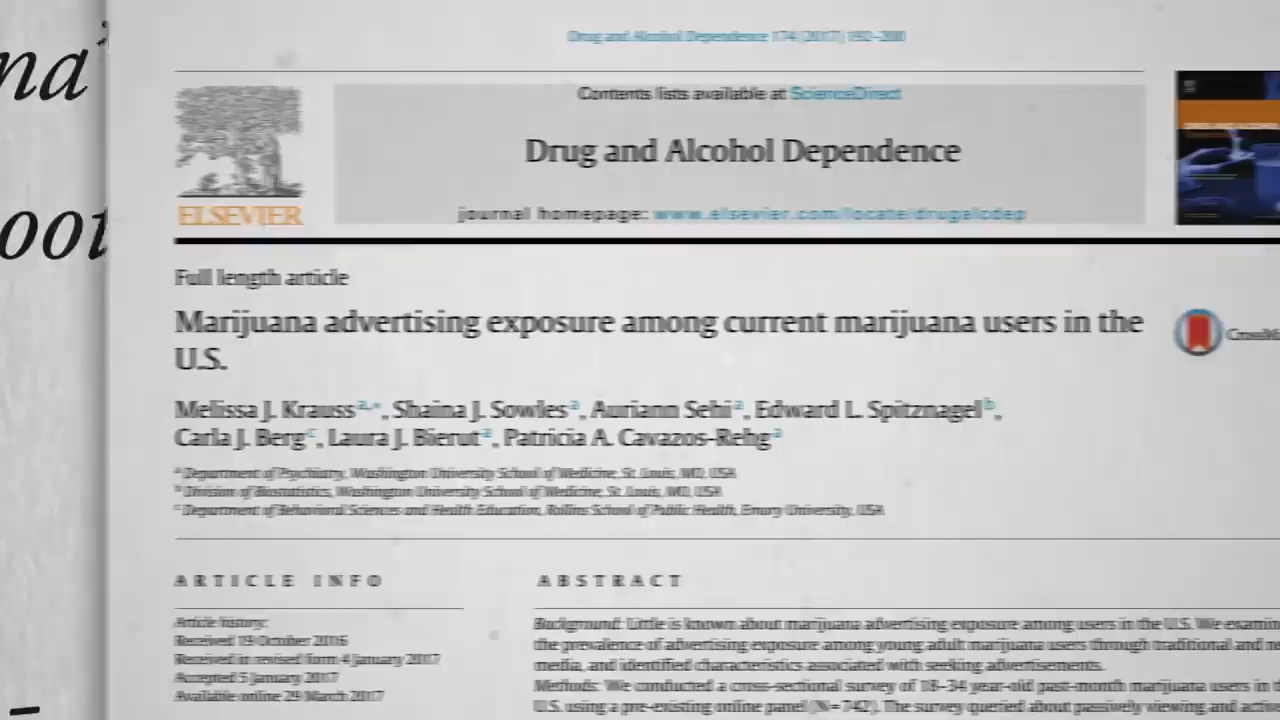 na’
oot
Drug and Alcohol Dependence 174 (2017) 192–200
Contents lists available at ScienceDirect
Drug and Alcohol Dependence
journal homepage: www.elsevier.com/locate/drugalcdep
ELSEVIER
Full length article
Marijuana advertising exposure among current marijuana users in the
U.S.
Melissa J. Krauss a,*, Shaina J. Sowles a, Auriann Sehi a, Edward L. Spitznagel b,
Carla J. Berg c, Laura J. Bierut a, Patricia A. Cavazos-Rehg a
a Department of Psychiatry, Washington University School of Medicine, St. Louis, MO, USA
b Division of Biostatistics, Washington University School of Medicine, St. Louis, MO, USA
c Department of Behavioral Sciences and Health Education, Rollins School of Public Health, Emory University, USA
ARTICLE INFO
Article history:
Received 19 October 2016
Received in revised form 4 January 2017
Accepted 5 January 2017
Available online 29 March 2017
ABSTRACT
Background: Little is known about marijuana advertising exposure among users in the U.S. We examin
the prevalence of advertising exposure among young adult marijuana users through traditional and ne
media, and identified characteristics associated with seeking advertisements.
Methods: We conducted a cross-sectional survey of 18–34 year-old past-month marijuana users in t
U.S. using a pre-existing online panel (N = 742). The survey queried about passively viewing and activ